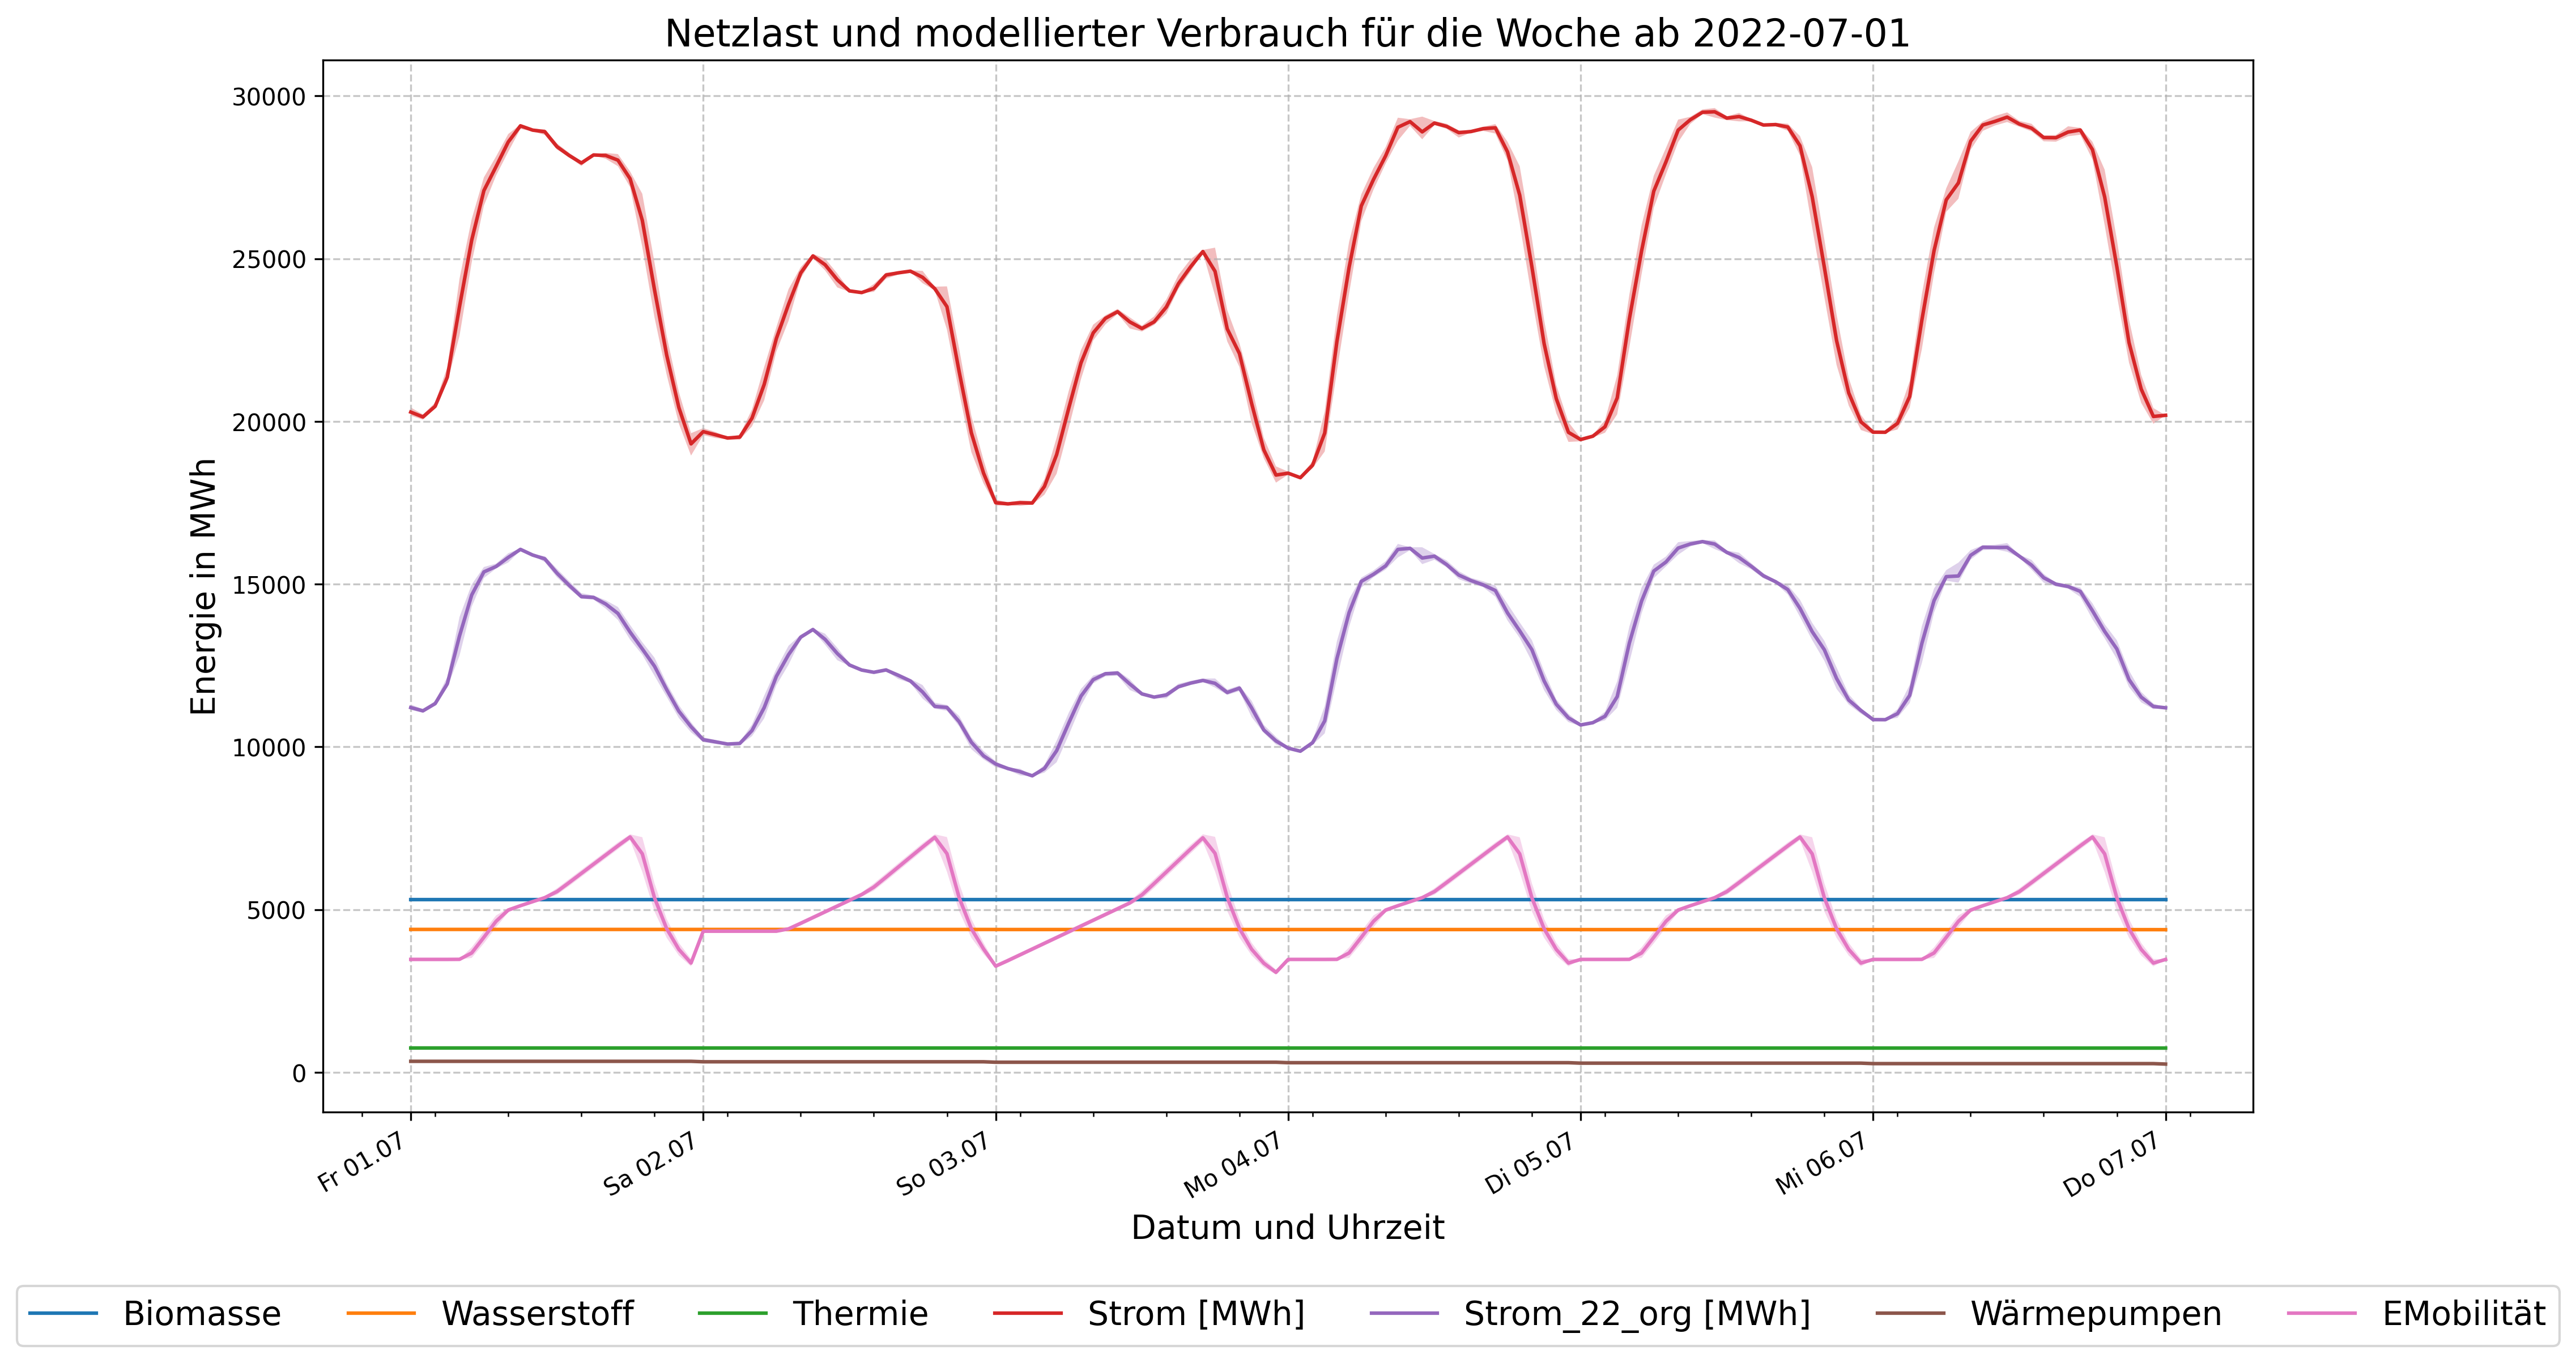 Netzlast und modellierter Verbrauch für die Woche ab 2022-07-01
30000
25000
20000
15000
10000
5000
0
Energie in MWh
Fr 01.07
Sa 02.07
So 03.07
Mo 04.07
Di 05.07
Mi 06.07
Do 07.07
Datum und Uhrzeit
Biomasse
Wasserstoff
Thermie
Strom [MWh]
Strom_22_org [MWh]
Wärmepumpen
EMobilität